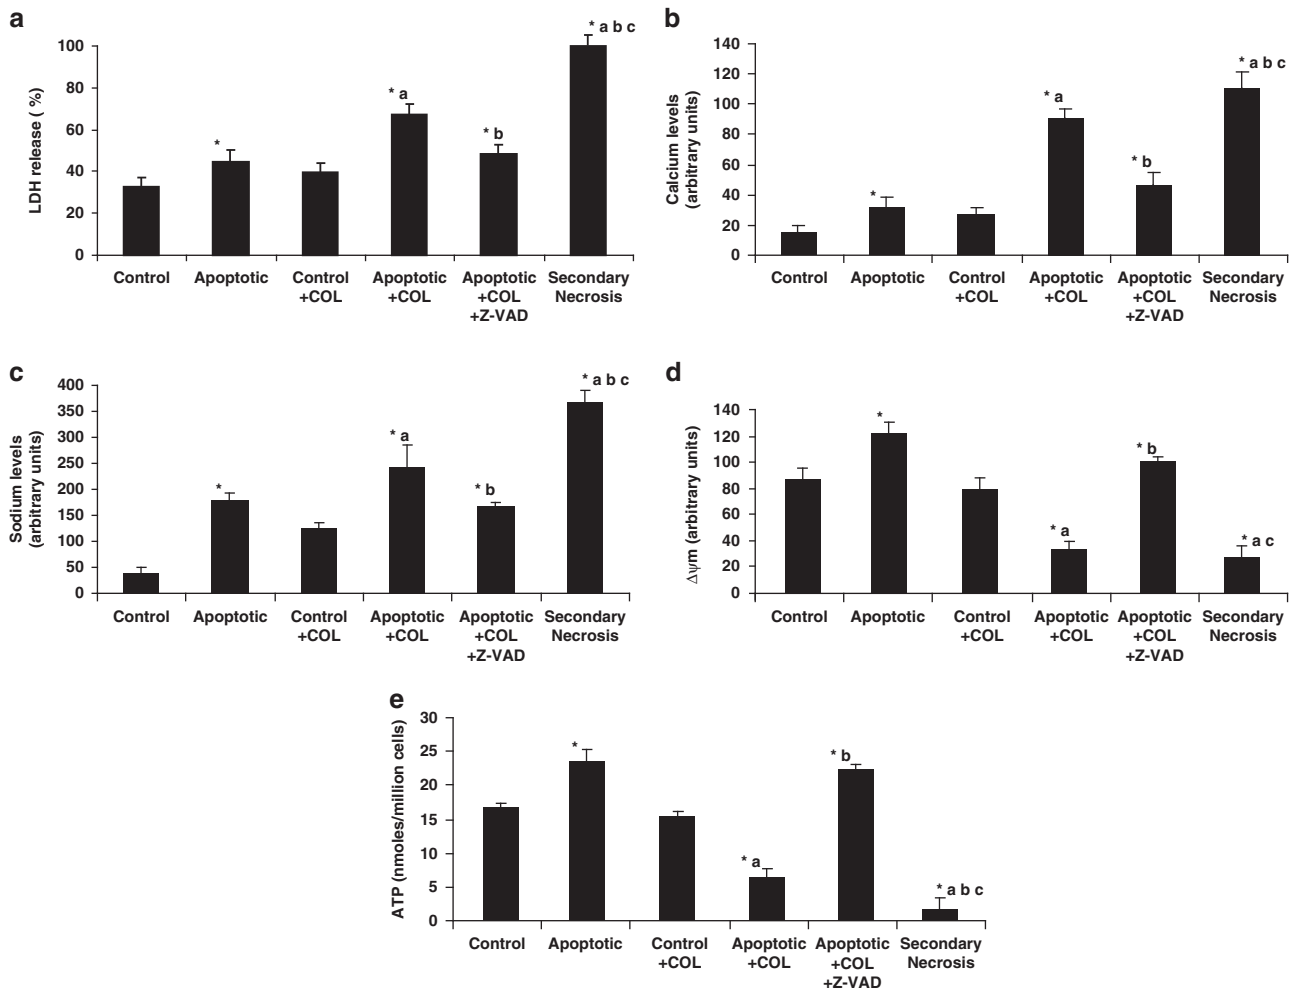 a
LDH release ( %)
100
80
60
40
20
0
*
* a
* b
* a b c
Control
Apoptotic
Control
+COL
Apoptotic
+COL
Apoptotic
+COL
+Z-VAD
Secondary
Necrosis
b
Calcium levels
(arbitrary units)
140
120
100
80
60
40
20
0
*
* a
* b
* a b c
Control
Apoptotic
Control
+COL
Apoptotic
+COL
Apoptotic
+COL
+Z-VAD
Secondary
Necrosis
c
Sodium levels
(arbitrary units)
400
350
300
250
200
150
100
50
0
*
* a
* b
* a b c
Control
Apoptotic
Control
+COL
Apoptotic
+COL
Apoptotic
+COL
+Z-VAD
Secondary
Necrosis
d
Δψm (arbitrary units)
140
120
100
80
60
40
20
0
*
* a
* b
* a c
Control
Apoptotic
Control
+COL
Apoptotic
+COL
Apoptotic
+COL
+Z-VAD
Secondary
Necrosis
e
ATP (nmoles/million cells)
30
25
20
15
10
5
0
*
* a
* b
* a b c
Control
Apoptotic
Control
+COL
Apoptotic
+COL
Apoptotic
+COL
+Z-VAD
Secondary
Necrosis